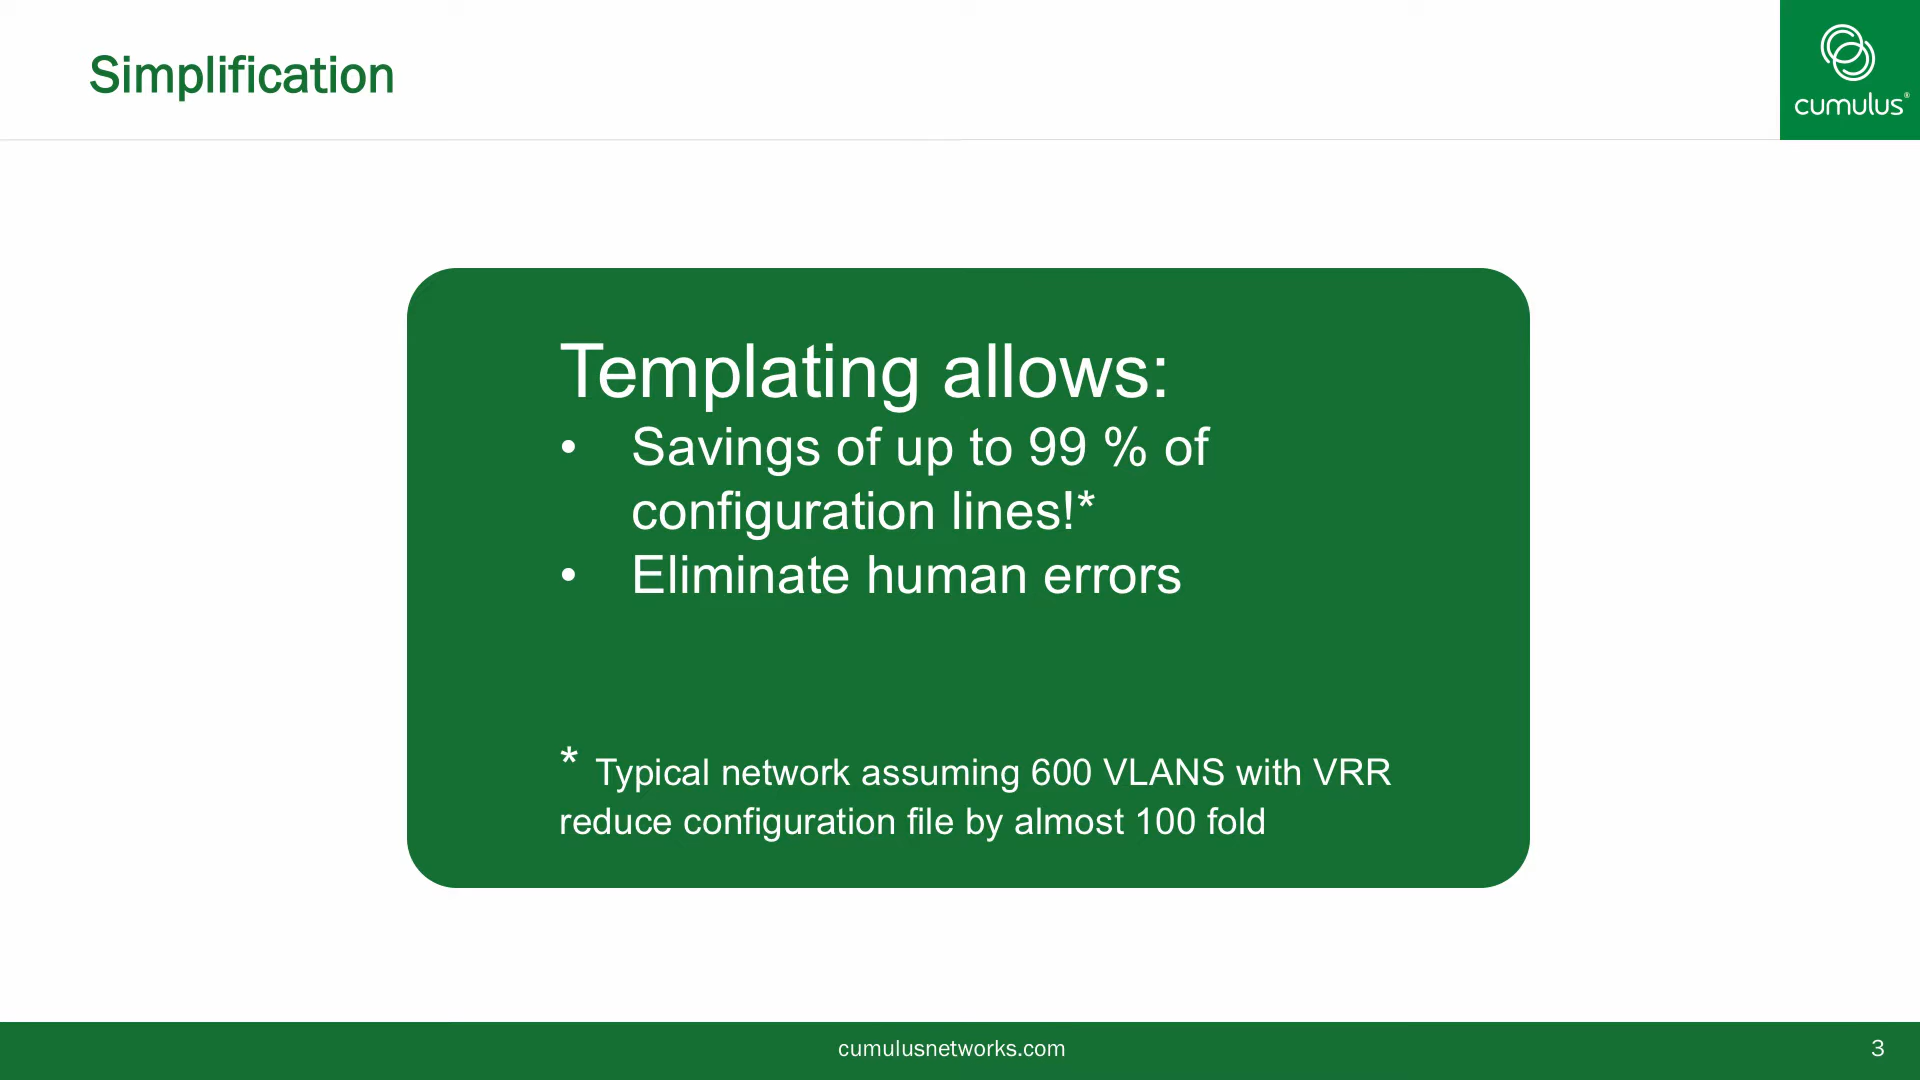 Simplification
cumulus®
Templating allows:
• Savings of up to 99 % of
configuration lines!*
• Eliminate human errors
* Typical network assuming 600 VLANS with VRR
reduce configuration file by almost 100 fold
cumulusnetworks.com
3